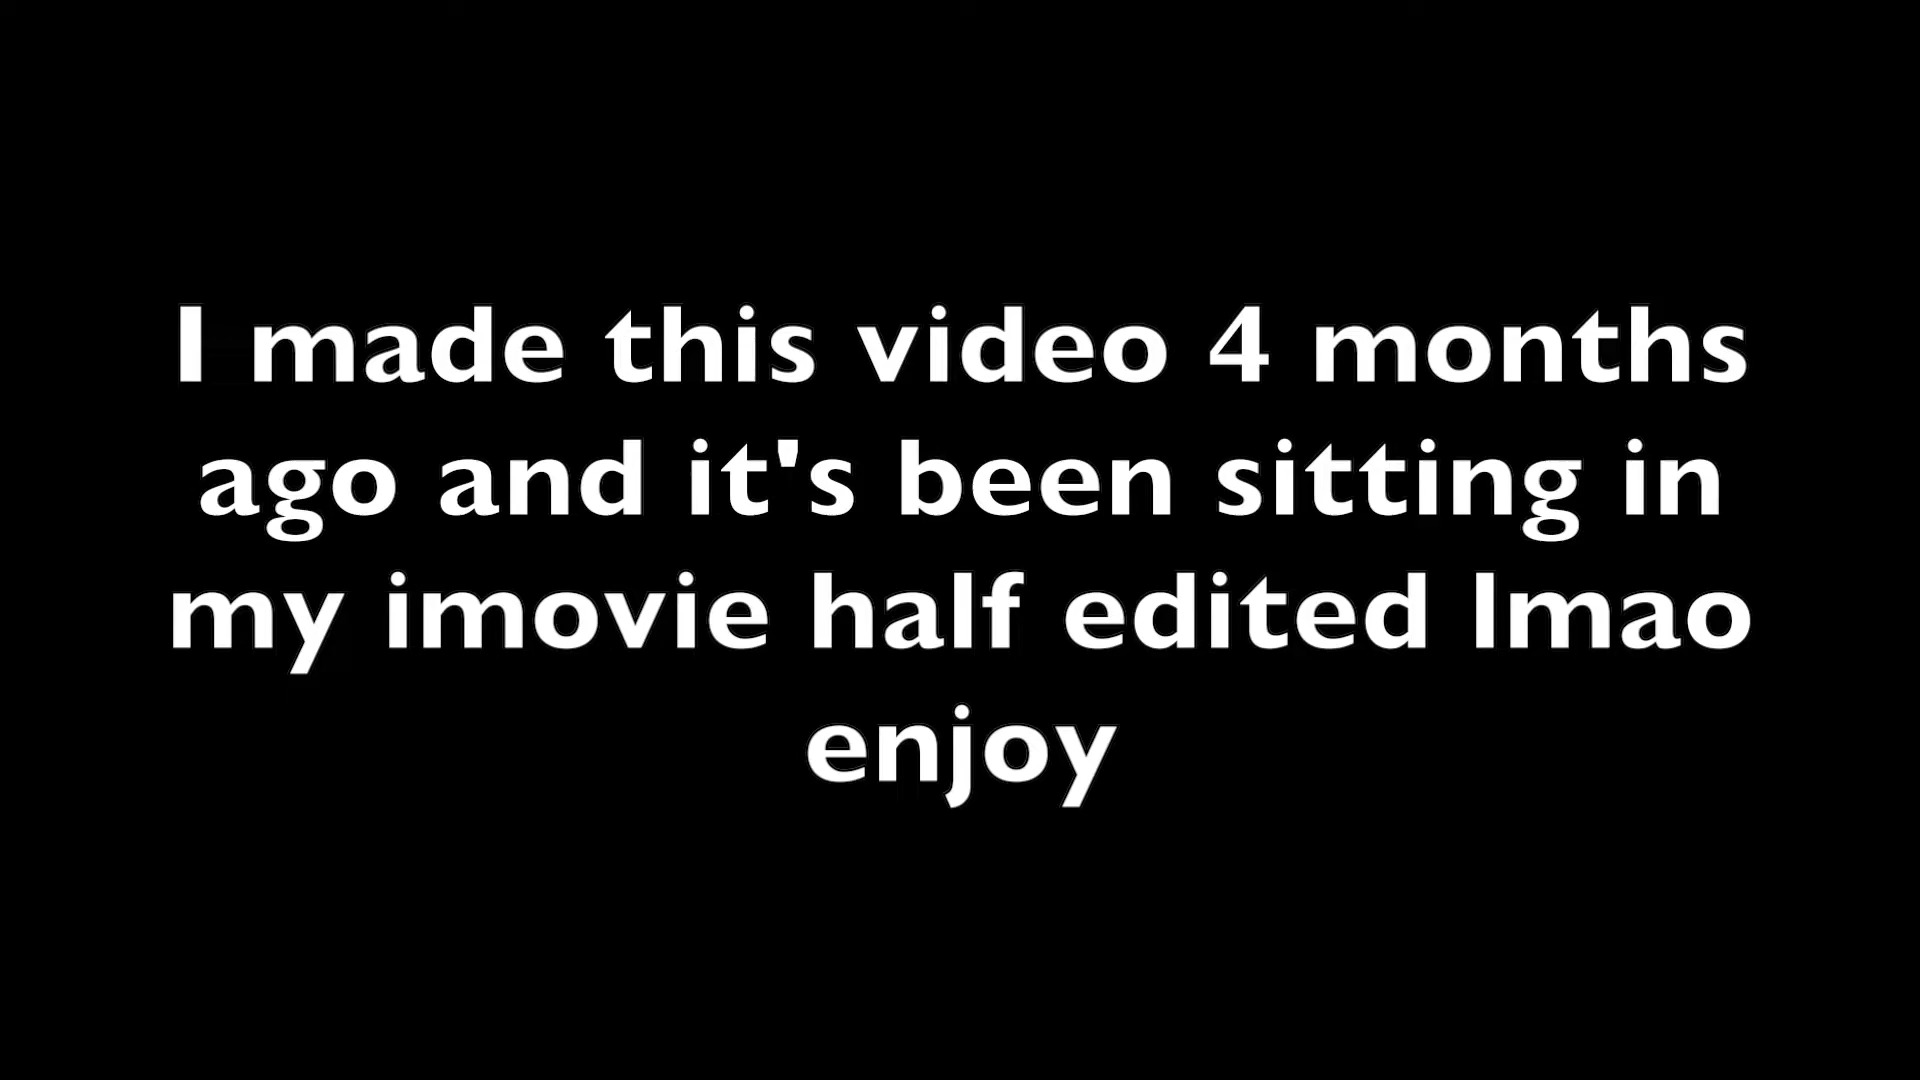 I made this video 4 months
ago and it's been sitting in
my imovie half edited lmao
enjoy